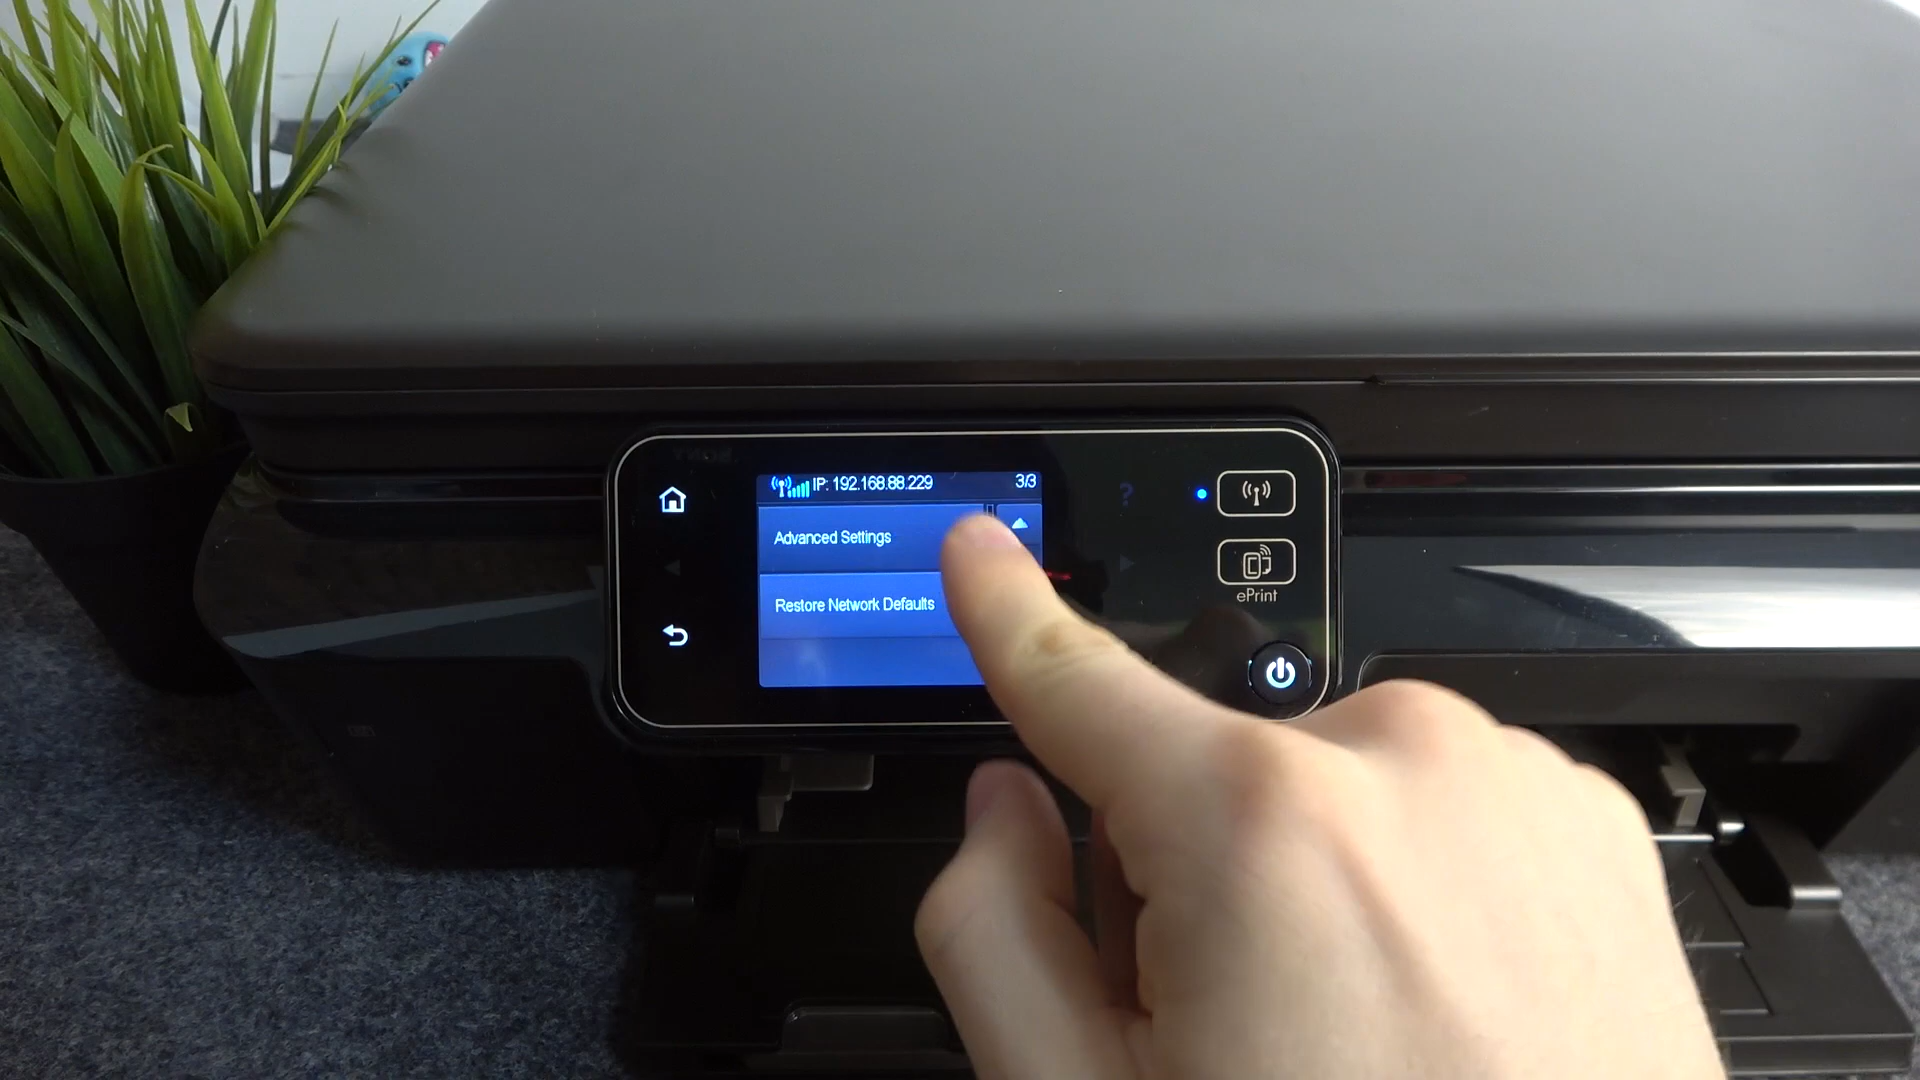 IP: 192.168.88.229 3/3
Advanced Settings
Restore Network Defaults
?
ePrint